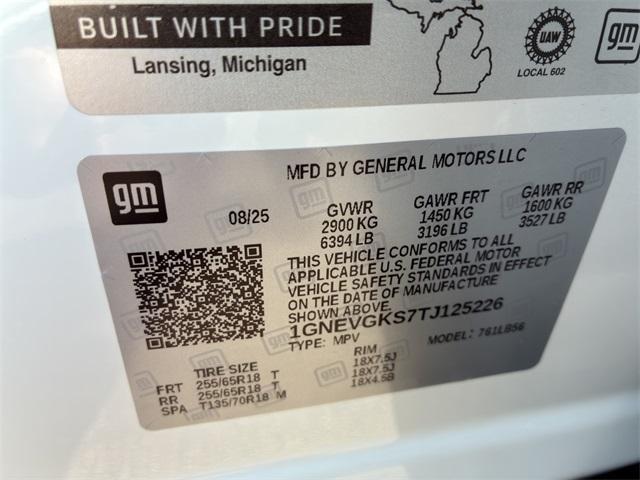 BUILT WITH PRIDE
Lansing, Michigan
UAW
LOCAL 602
gm
gm
MFD BY GENERAL MOTORS LLC
08/25
GVWR GAWR FRT GAWR RR
2900 KG 1450 KG 1600 KG
6394 LB 3196 LB 3527 LB
THIS VEHICLE CONFORMS TO ALL
APPLICABLE U.S. FEDERAL MOTOR
VEHICLE SAFETY STANDARDS IN EFFECT
ON THE DATE OF MANUFACTURE
SHOWN ABOVE.
1GNEVGKS7TJ125226
TYPE: MPV MODEL: 761LB56
TIRE SIZE RIM
FRT 255/65R18 T 18X7.5J
RR 255/65R18 T 18X7.5J
SPA T135/70R18 M 18X4.5B